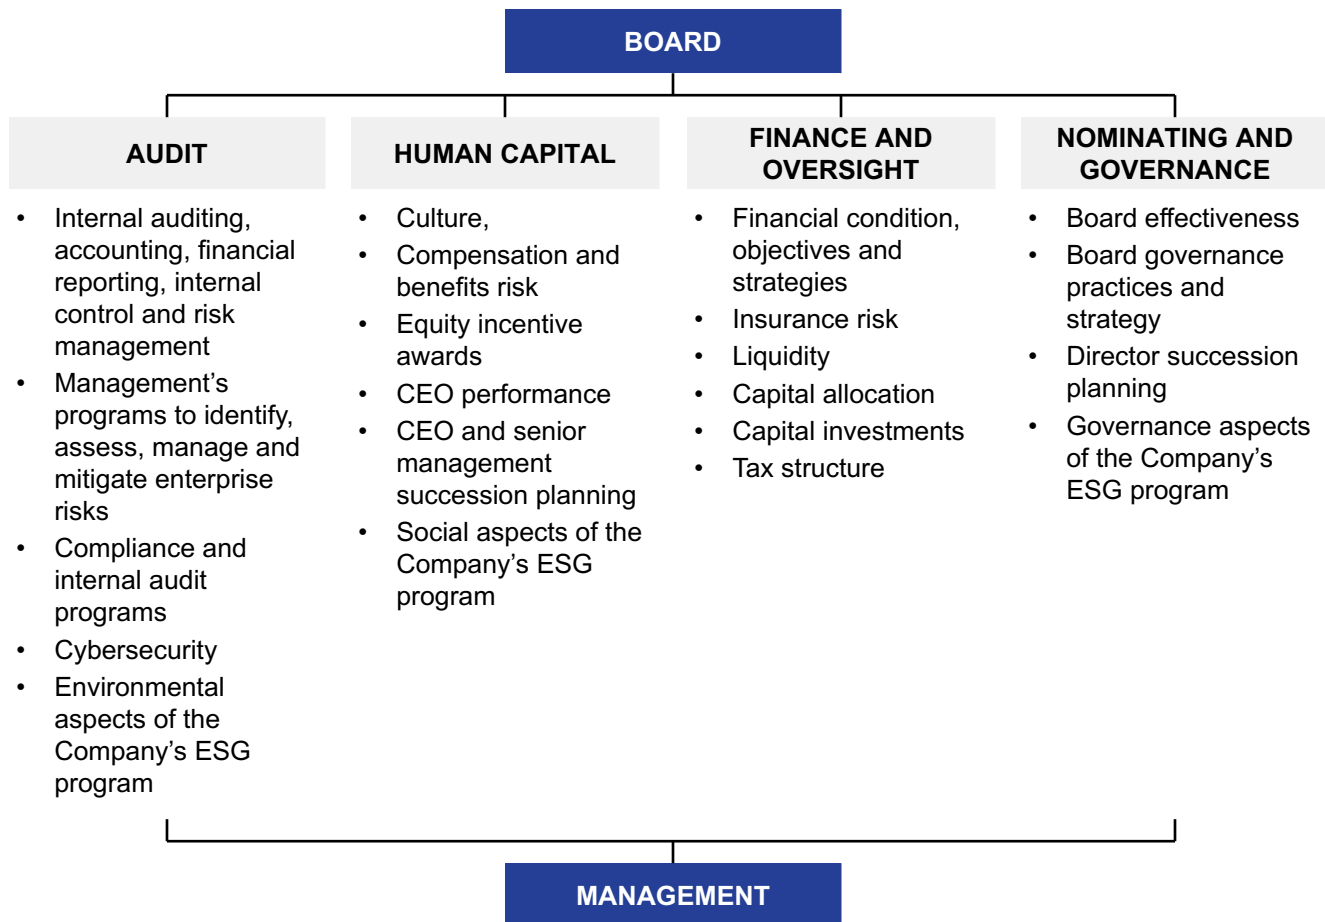 BOARD
AUDIT
• Internal auditing,
accounting, financial
reporting, internal
control and risk
management
• Management’s
programs to identify,
assess, manage and
mitigate enterprise
risks
• Compliance and
internal audit
programs
• Cybersecurity
• Environmental
aspects of the
Company’s ESG
program
HUMAN CAPITAL
• Culture,
• Compensation and
benefits risk
• Equity incentive
awards
• CEO performance
• CEO and senior
management
succession planning
• Social aspects of the
Company’s ESG
program
FINANCE AND
OVERSIGHT
• Financial condition,
objectives and
strategies
• Insurance risk
• Liquidity
• Capital allocation
• Capital investments
• Tax structure
NOMINATING AND
GOVERNANCE
• Board effectiveness
• Board governance
practices and
strategy
• Director succession
planning
• Governance aspects
of the Company’s
ESG program
MANAGEMENT